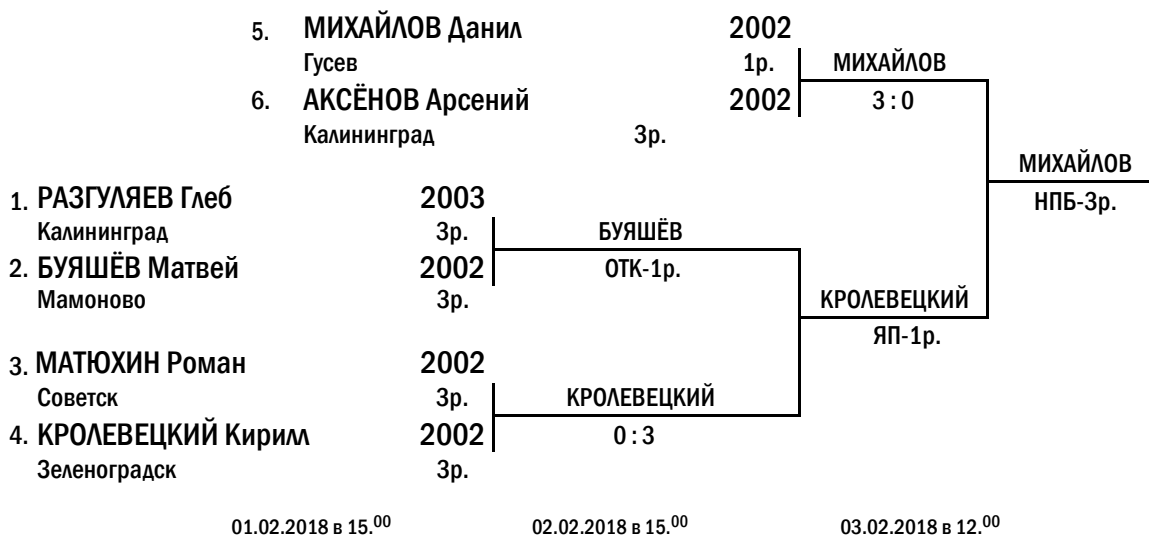 5. МИХАЙЛОВ Данил 2002
Гусев 1р. МИХАЙЛОВ
6. АКСЁНОВ Арсений 2002 3 : 0
Калининград 3р.
МИХАЙЛОВ
1. РАЗГУЛЯЕВ Глеб 2003 НПБ-3р.
Калининград 3р. БУЯШЁВ
2. БУЯШЁВ Матвей 2002 ОТК-1р.
Мамоново 3р. КРОЛЕВЕЦКИЙ
ЯП-1р.
3. МАТЮХИН Роман 2002
Советск 3р. КРОЛЕВЕЦКИЙ
4. КРОЛЕВЕЦКИЙ Кирилл 2002 0 : 3
Зеленоградск 3р.
01.02.2018 в 15.00 02.02.2018 в 15.00 03.02.2018 в 12.00